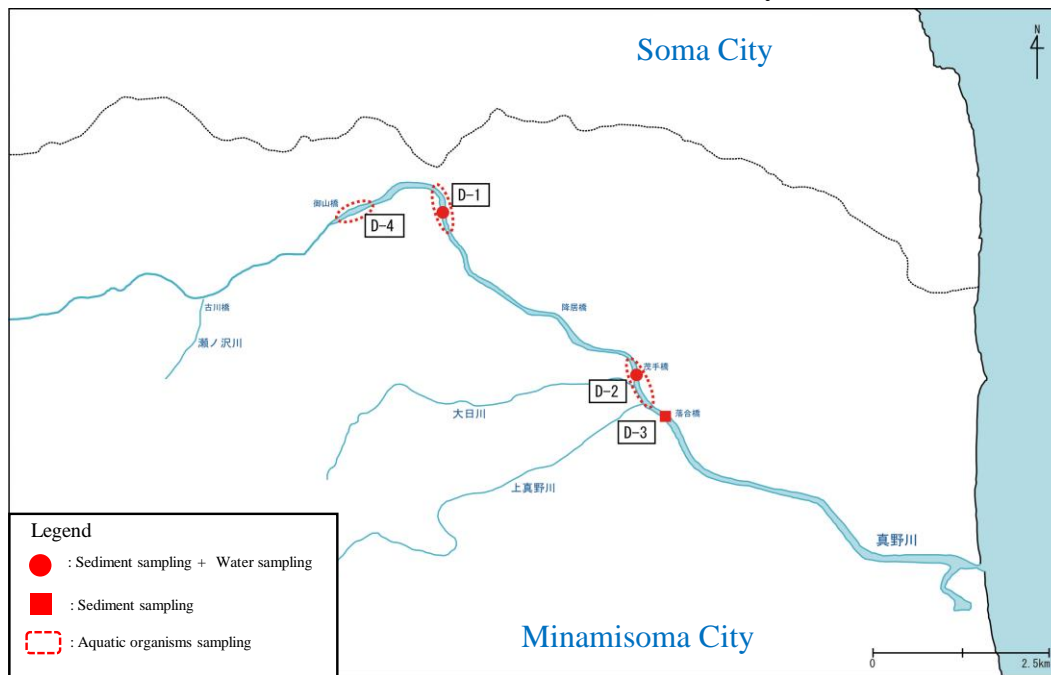 Soma City
N
D-1
御山橋
D-4
古川橋
降居橋
瀬ノ沢川
茂手橋
D-2
大日川
落合橋
D-3
上真野川
真野川
Legend
: Sediment sampling + Water sampling
: Sediment sampling
: Aquatic organisms sampling
Minamisoma City
0
2.5km